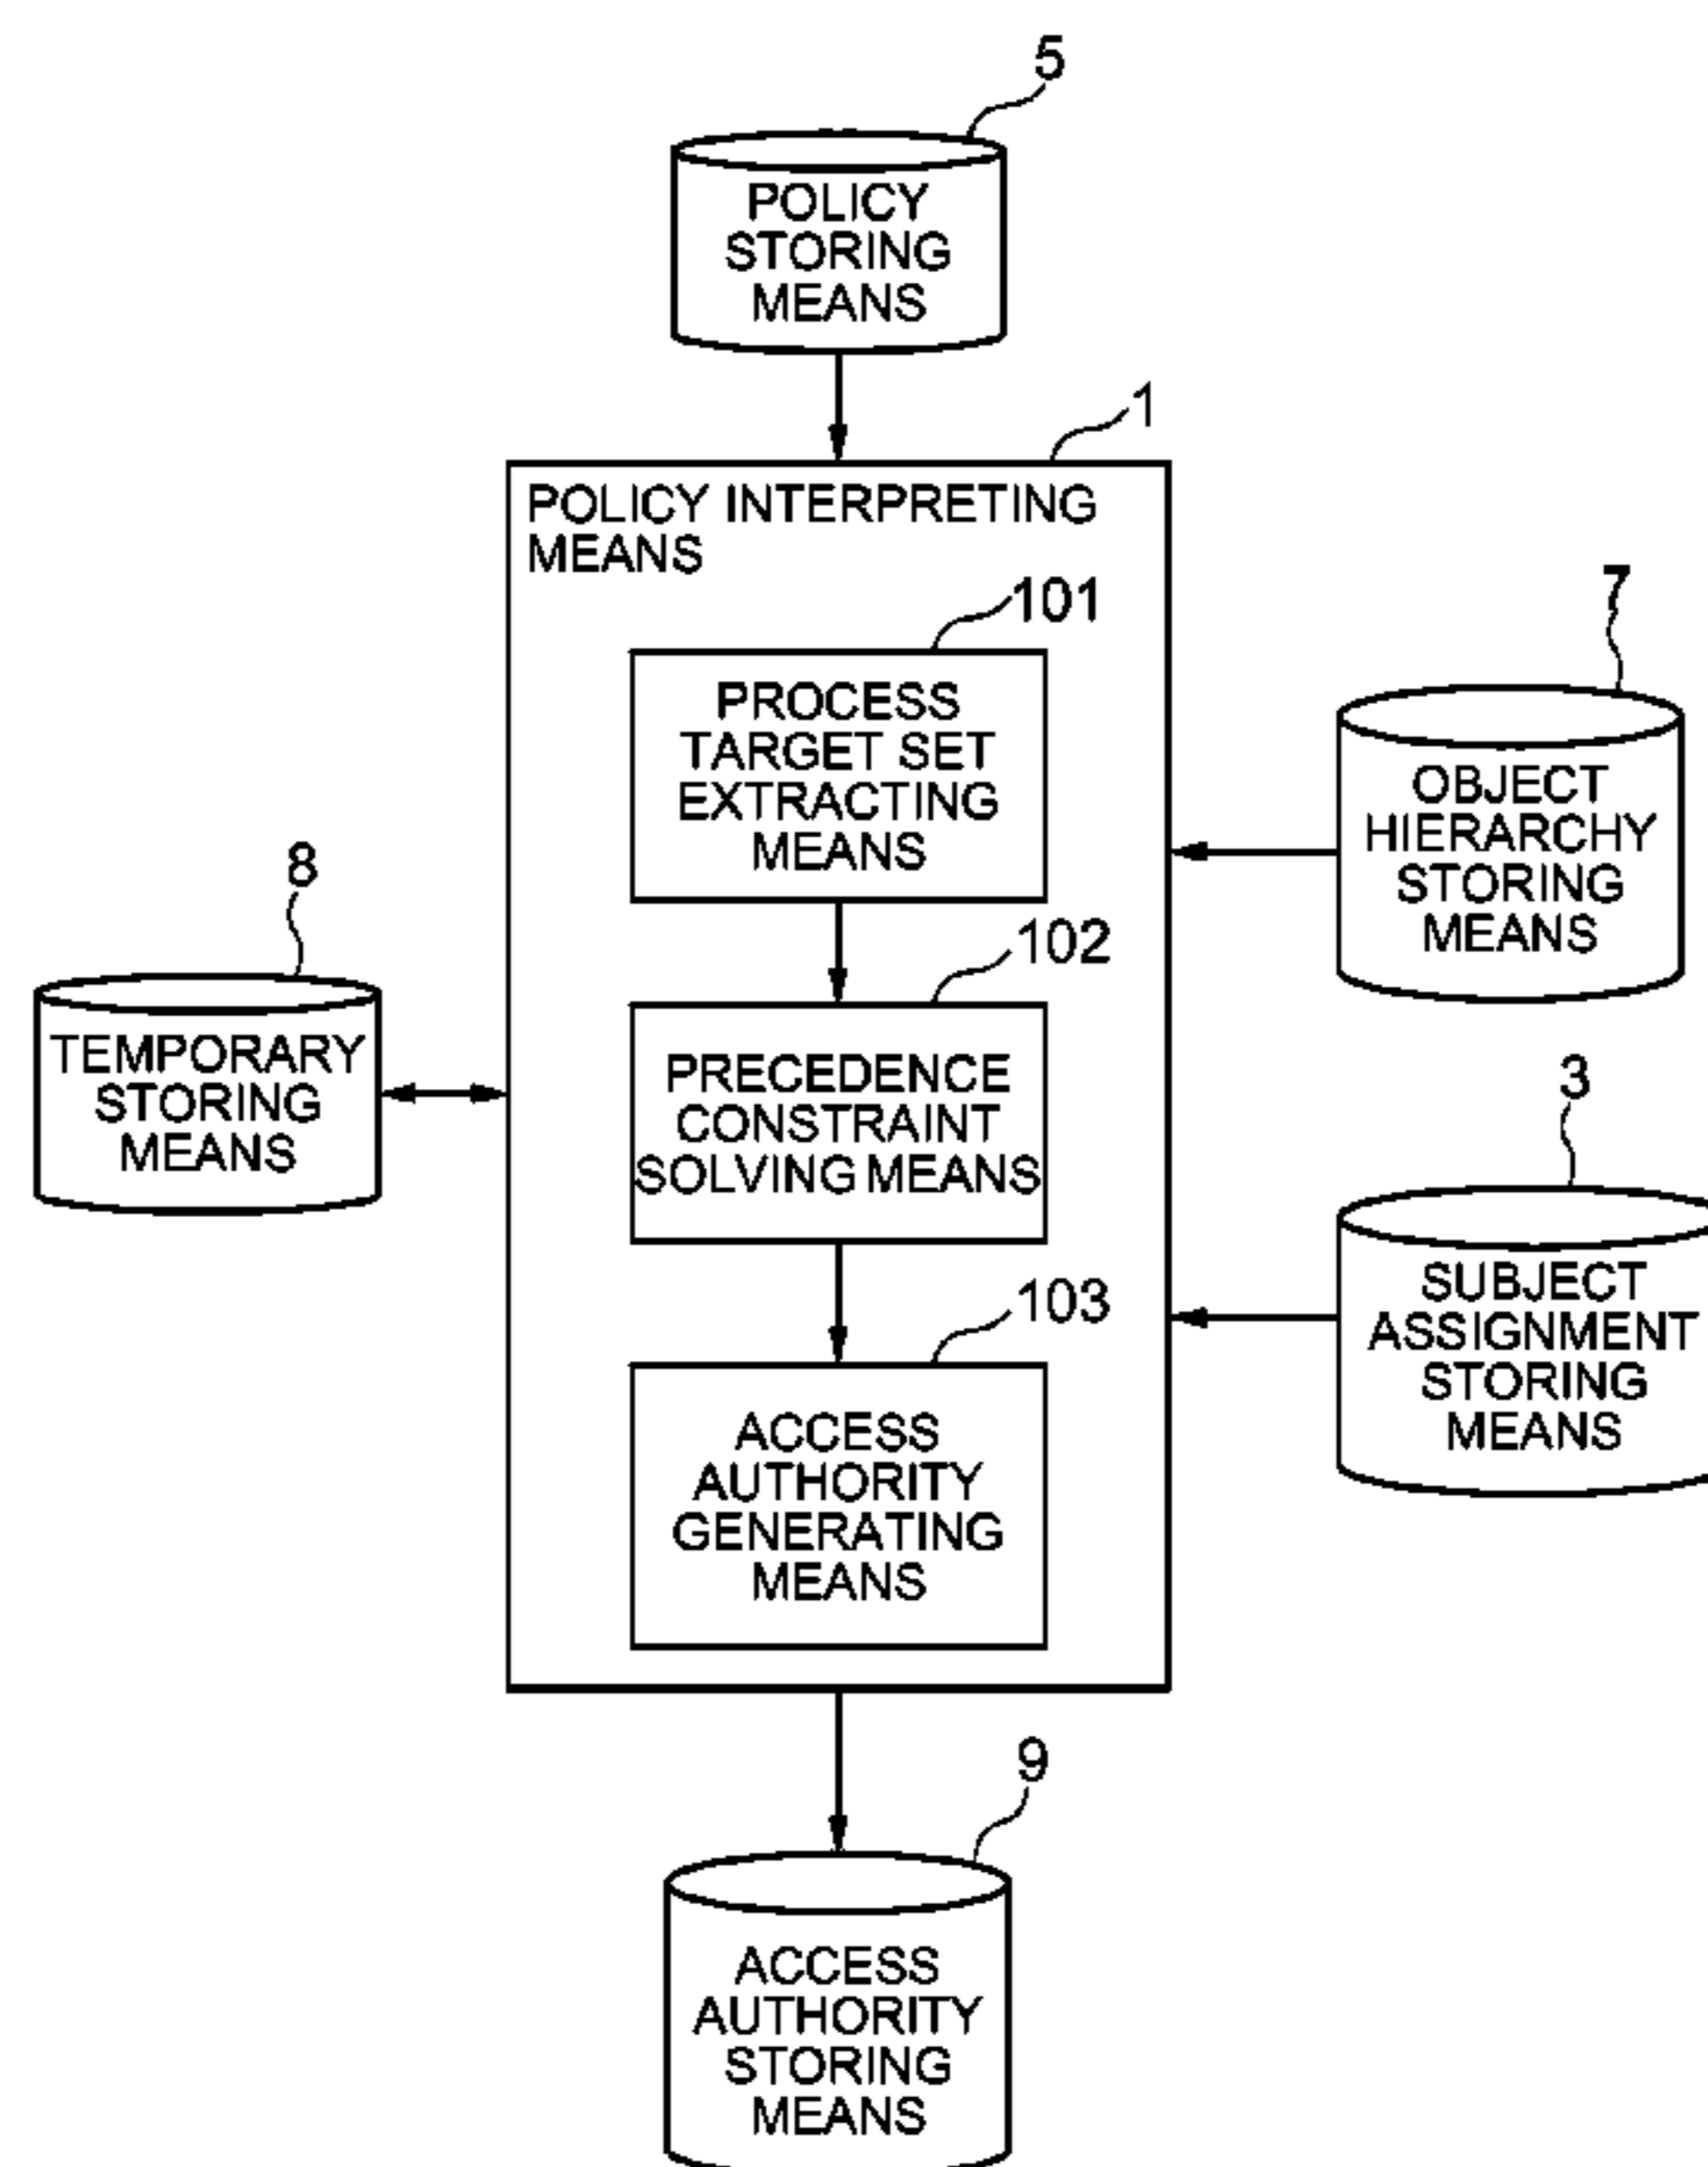 5
POLICY
STORING
MEANS
1
POLICY INTERPRETING
MEANS
101
PROCESS
TARGET SET
EXTRACTING
MEANS
7
OBJECT
HIERARCHY
STORING
MEANS
8
TEMPORARY
STORING
MEANS
102
PRECEDENCE
CONSTRAINT
SOLVING MEANS
3
SUBJECT
ASSIGNMENT
STORING
MEANS
103
ACCESS
AUTHORITY
GENERATING
MEANS
9
ACCESS
AUTHORITY
STORING
MEANS